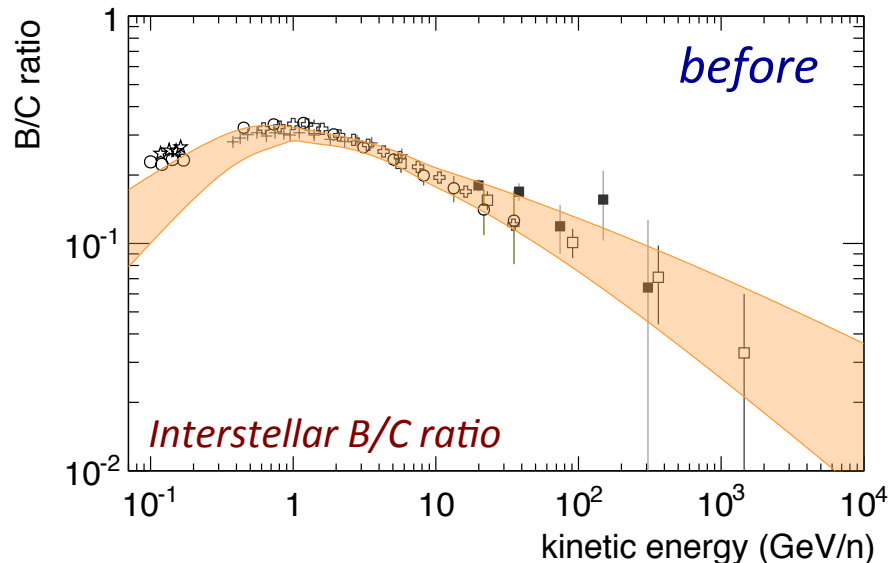 1
before
B/C ratio
10-1
Interstellar B/C ratio
10-2
10-1 1 10 102 103 104
kinetic energy (GeV/n)